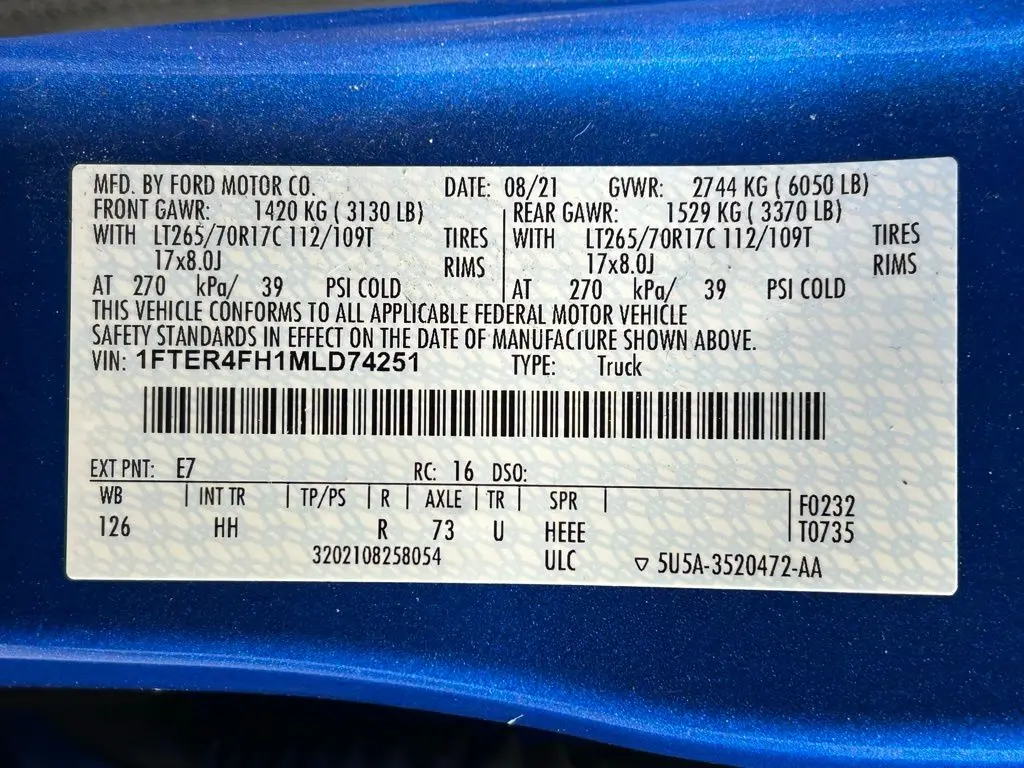 MFD. BY FORD MOTOR CO. DATE: 08/21 GVWR: 2744 KG ( 6050 LB)
FRONT GAWR: 1420 KG ( 3130 LB) REAR GAWR: 1529 KG ( 3370 LB)
WITH LT265/70R17C 112/109T TIRES WITH LT265/70R17C 112/109T TIRES
17x8.0J RIMS 17x8.0J RIMS
AT 270 kPa/ 39 PSI COLD AT 270 kPa/ 39 PSI COLD
THIS VEHICLE CONFORMS TO ALL APPLICABLE FEDERAL MOTOR VEHICLE
SAFETY STANDARDS IN EFFECT ON THE DATE OF MANUFACTURE SHOWN ABOVE.
VIN: 1FTER4FH1MLD74251 TYPE: Truck
EXT PNT: E7 RC: 16 DSO:
WB | INT TR | TP/PS | R | AXLE | TR | SPR | F0232
126 HH R 73 U HEEE T0735
3202108258054 ULC ▽ 5U5A-3520472-AA